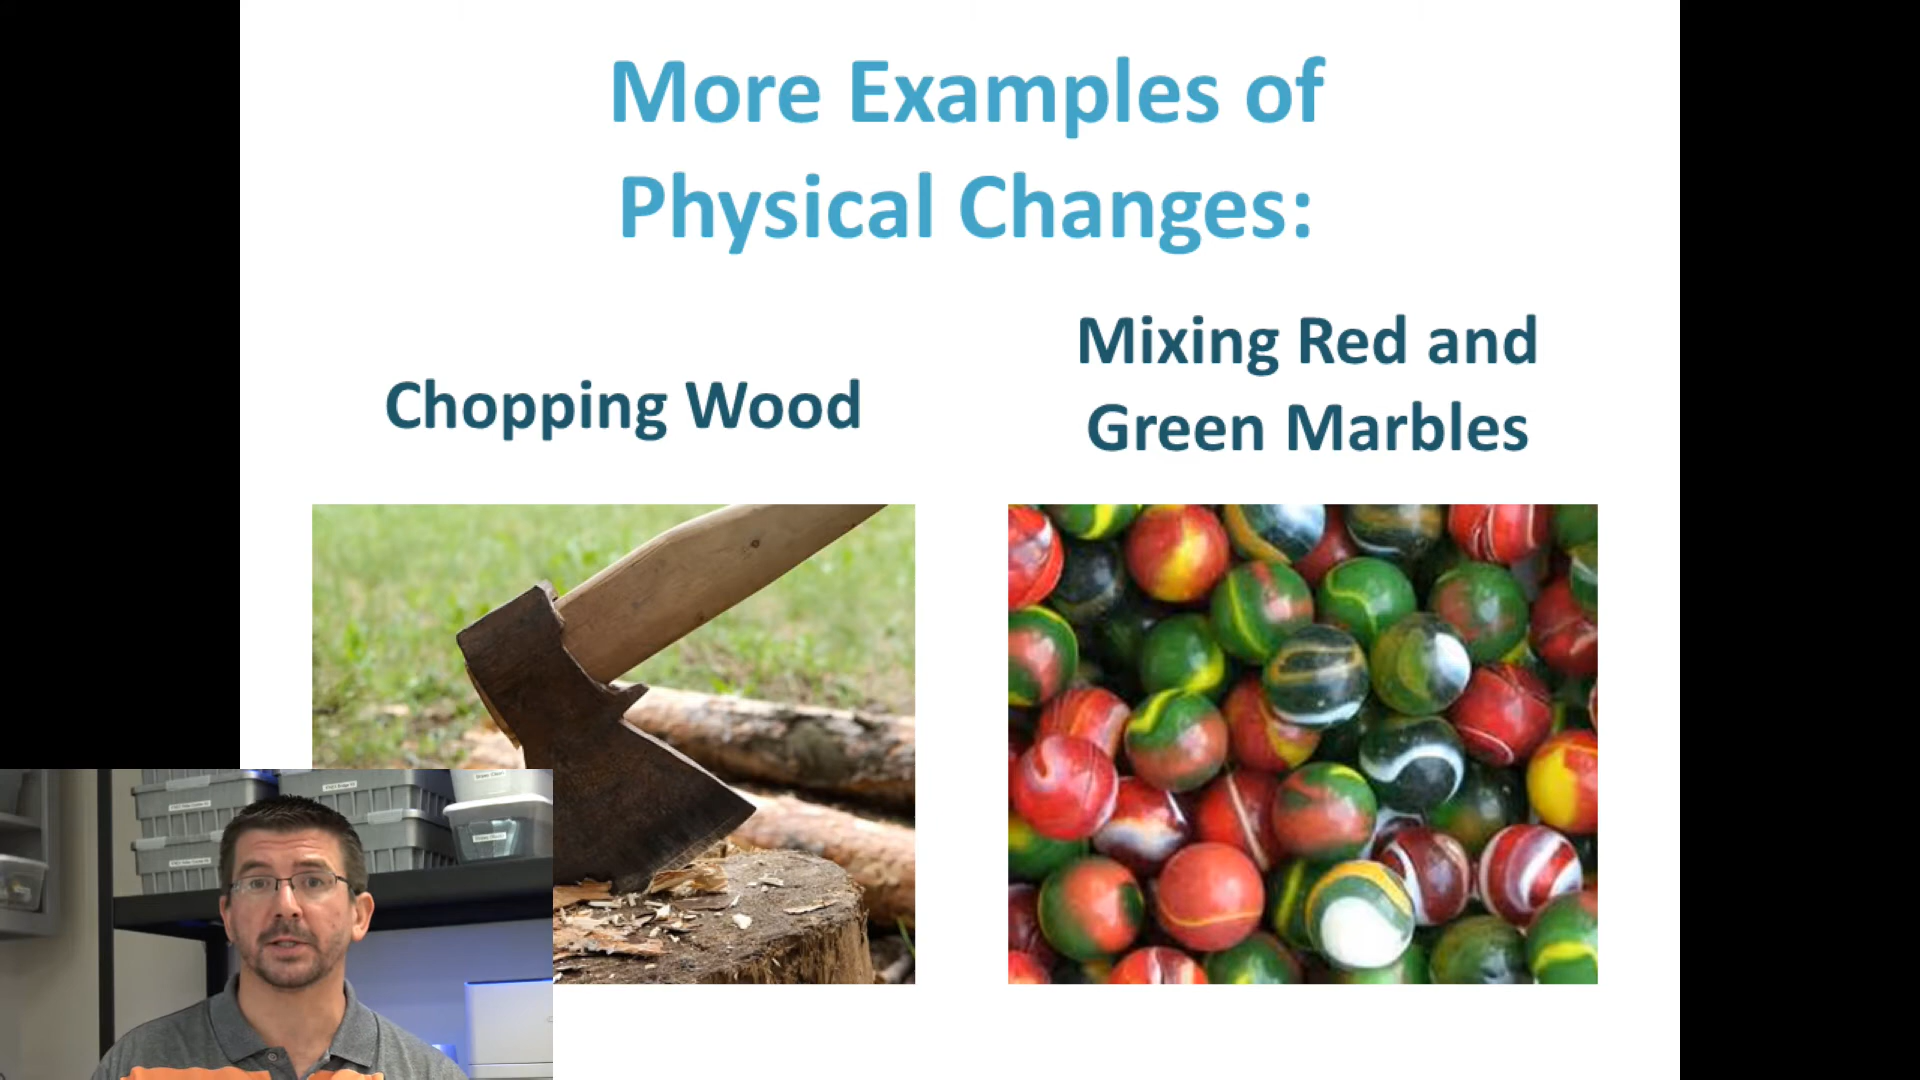 More Examples of
Physical Changes:
Chopping Wood
Mixing Red and
Green Marbles